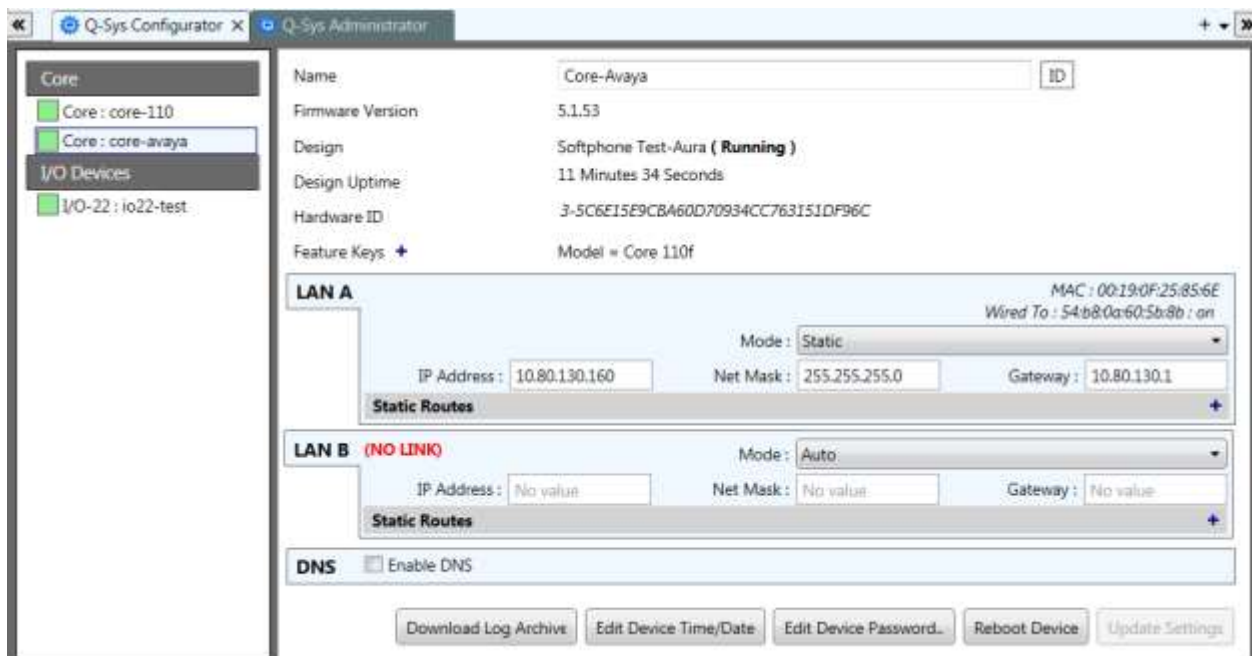 « Q-Sys Configurator × Q-Sys Administrator + »
Core
Core : core-110
Core : core-avaya
I/O Devices
I/O-22 : io22-test
Name Core-Avaya ID
Firmware Version 5.1.53
Design Softphone Test-Aura ( Running )
Design Uptime 11 Minutes 34 Seconds
Hardware ID 3-5C6E15E9CBA60D70934CC763151DF96C
Feature Keys + Model = Core 110f
LAN A MAC : 00:19:0F:25:85:6E
Wired To : 54:b8:0a:60:5b:8b : on
Mode : Static
IP Address : 10.80.130.160 Net Mask : 255.255.255.0 Gateway : 10.80.130.1
Static Routes +
LAN B (NO LINK) Mode : Auto
IP Address : No value Net Mask : No value Gateway : No value
Static Routes +
DNS Enable DNS
Download Log Archive Edit Device Time/Date Edit Device Password... Reboot Device Update Settings